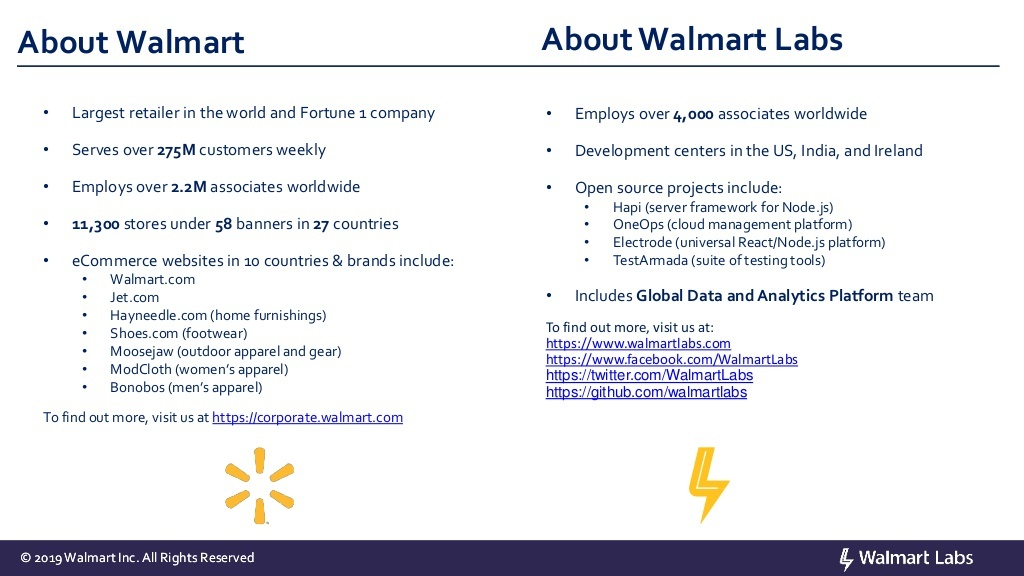 About Walmart
• Largest retailer in the world and Fortune 1 company
• Serves over 275M customers weekly
• Employs over 2.2M associates worldwide
• 11,300 stores under 58 banners in 27 countries
• eCommerce websites in 10 countries & brands include:
• Walmart.com
• Jet.com
• Hayneedle.com (home furnishings)
• Shoes.com (footwear)
• Moosejaw (outdoor apparel and gear)
• ModCloth (women's apparel)
• Bonobos (men's apparel)
To find out more, visit us at https://corporate.walmart.com
About Walmart Labs
• Employs over 4,000 associates worldwide
• Development centers in the US, India, and Ireland
• Open source projects include:
• Hapi (server framework for Node.js)
• OneOps (cloud management platform)
• Electrode (universal React/Node.js platform)
• TestArmada (suite of testing tools)
• Includes Global Data and Analytics Platform team
To find out more, visit us at:
https://www.walmartlabs.com
https://www.facebook.com/WalmartLabs
https://twitter.com/WalmartLabs
https://github.com/walmartlabs
© 2019 Walmart Inc. All Rights Reserved
Walmart Labs